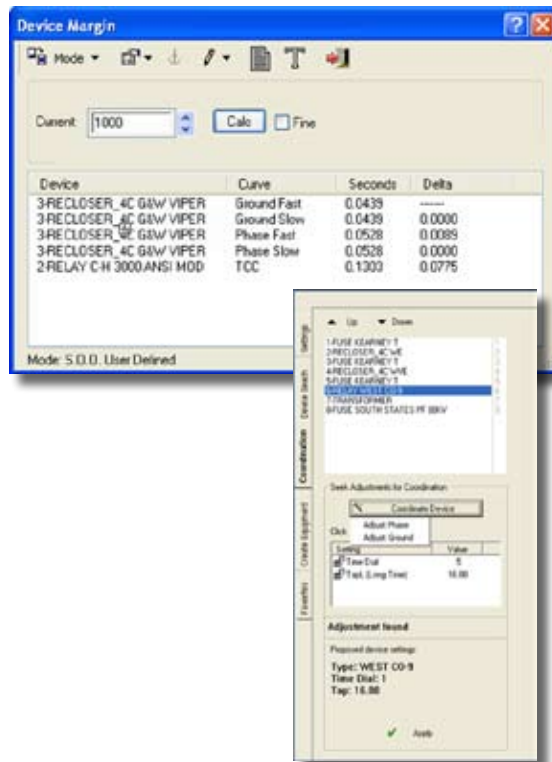 Device Margin
Mode
Current: 1000 Calc Fine
Device Curve Seconds Delta
3-RECLOSER_4C G&W VIPER Ground Fast 0.0439 ------
3-RECLOSER_4C G&W VIPER Ground Slow 0.0439 0.0000
3-RECLOSER_4C G&W VIPER Phase Fast 0.0528 0.0089
3-RECLOSER_4C G&W VIPER Phase Slow 0.0528 0.0000
2-RELAY C-H 3000 ANSI MOD TCC 0.1303 0.0775
Mode: S.O.O. User Defined
Up Down
Settings
Device Search
Coordination
Create Equipment
Favorites
1-FUSE KEARNEY T
2-RECLOSER_4C WE
3-FUSE KEARNEY T
4-RECLOSER_4C WVE
5-FUSE KEARNEY T
6-RELAY WEST CO-9
7-TRANSFORMER
8-FUSE SOUTH STATES PF
Seek Adjustments for Coordination
Coordinate Device
Click
Adjust Phase
Adjust Ground
Setting Value
Time Dial 5
Tap (Long Time) 16.00
Adjustment found
Proposed device settings:
Type: WEST CO-9
Time Dial: 1
Tap: 16.00
Apply